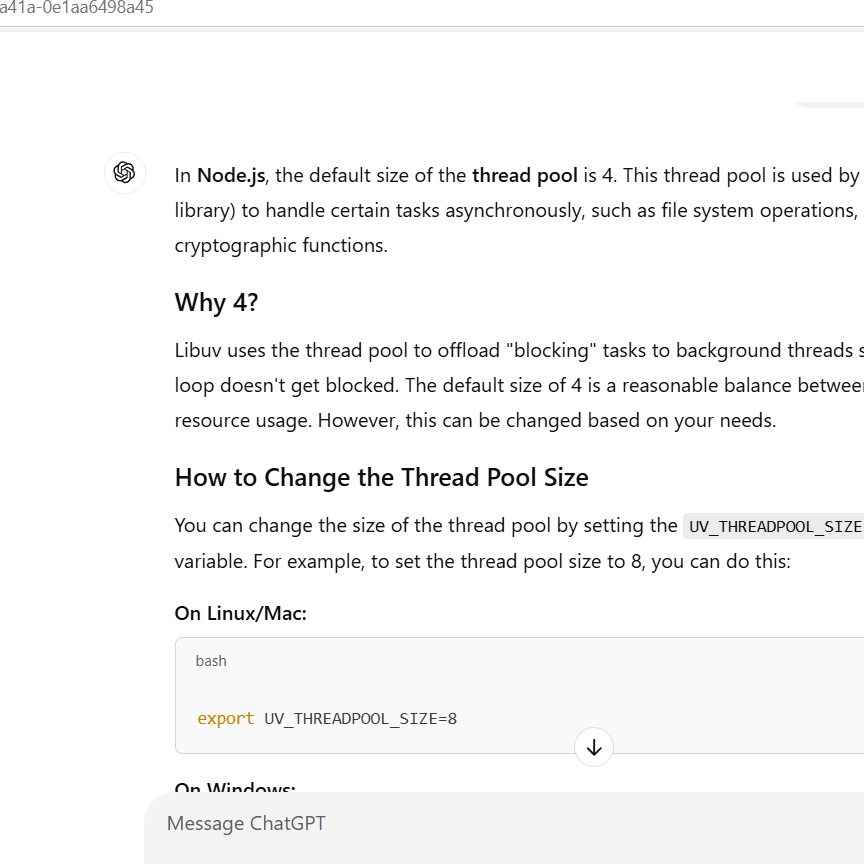 a41a-0e1aa6498a45
In Node.js, the default size of the thread pool is 4. This thread pool is used by
library) to handle certain tasks asynchronously, such as file system operations,
cryptographic functions.
Why 4?
Libuv uses the thread pool to offload "blocking" tasks to background threads s
loop doesn't get blocked. The default size of 4 is a reasonable balance between
resource usage. However, this can be changed based on your needs.
How to Change the Thread Pool Size
You can change the size of the thread pool by setting the UV_THREADPOOL_SIZE
variable. For example, to set the thread pool size to 8, you can do this:
On Linux/Mac:
bash
export UV_THREADPOOL_SIZE=8
On Windows:
Message ChatGPT